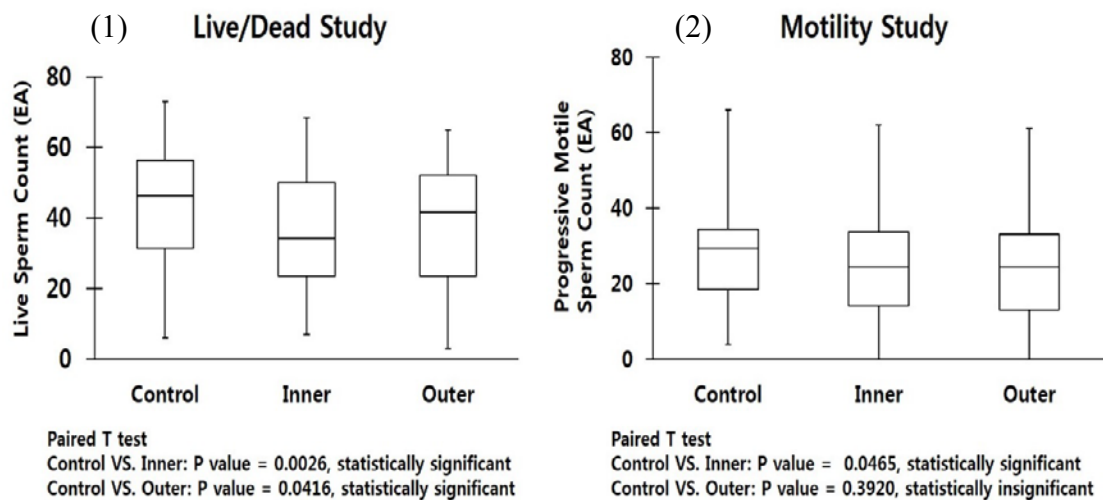 (1) Live/Dead Study
Live Sperm Count (EA)
80
60
40
20
0
Control Inner Outer
Paired T test
Control VS. Inner: P value = 0.0026, statistically significant
Control VS. Outer: P value = 0.0416, statistically significant
(2) Motility Study
Progressive Motile
Sperm Count (EA)
80
60
40
20
0
Control Inner Outer
Paired T test
Control VS. Inner: P value = 0.0465, statistically significant
Control VS. Outer: P value = 0.3920, statistically insignificant